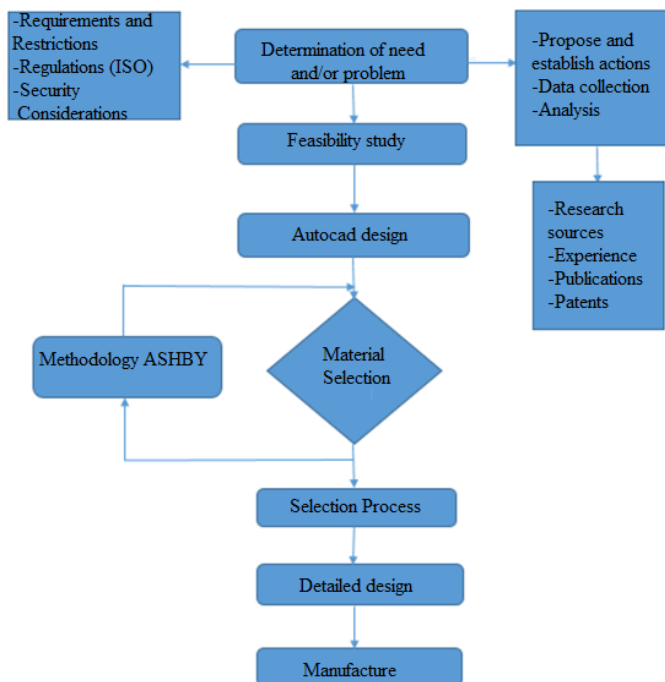 -Requirements and
Restrictions
-Regulations (ISO)
-Security
Considerations
Determination of need
and/or problem
-Propose and
establish actions
-Data collection
-Analysis
Feasibility study
-Research
sources
-Experience
-Publications
-Patents
Autocad design
Methodology ASHBY
Material
Selection
Selection Process
Detailed design
Manufacture